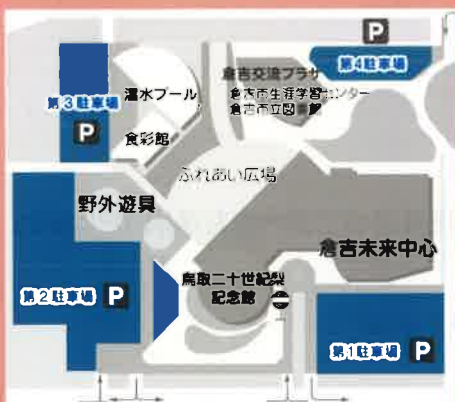 P
第4駐車場
倉吉交流プラザ
倉吉市生涯学習センター
倉吉市立図書館
温水プール
第3駐車場
P
食彩館
ふれあい広場
野外遊具
倉吉未来中心
鳥取二十世紀梨
記念館
第2駐車場 P
第1駐車場 P